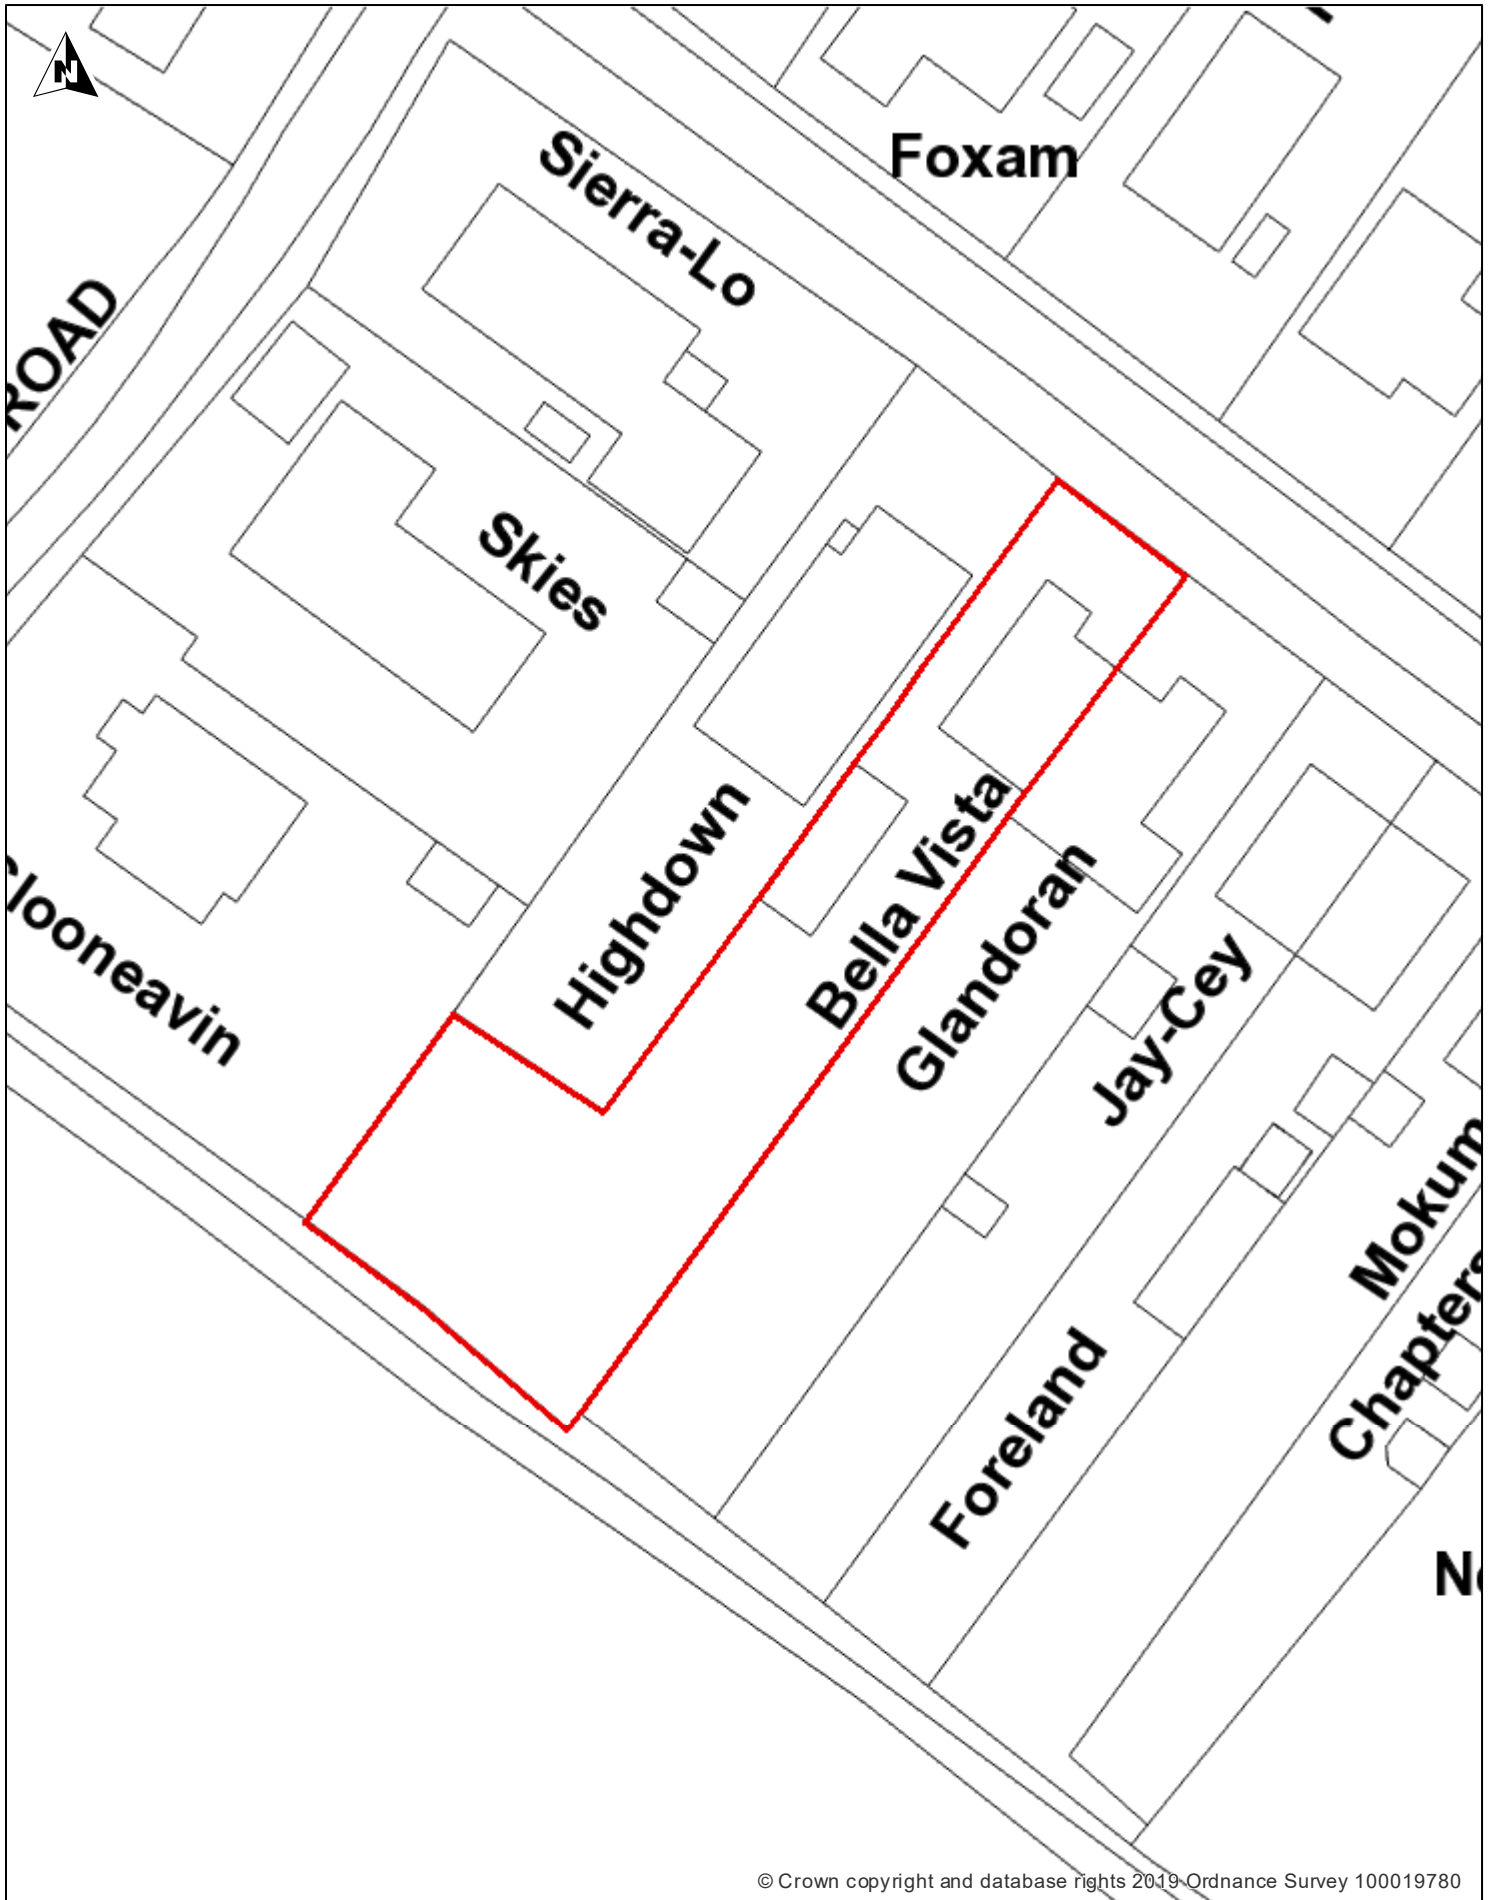 N
Foxam
Sierra-Lo
ROAD
Skies
Highdown
Bella Vista
Glandoran
Clooneavin
Jay-Cey
Mokum
Chapters
Foreland
© Crown copyright and database rights 2019 Ordnance Survey 100019780